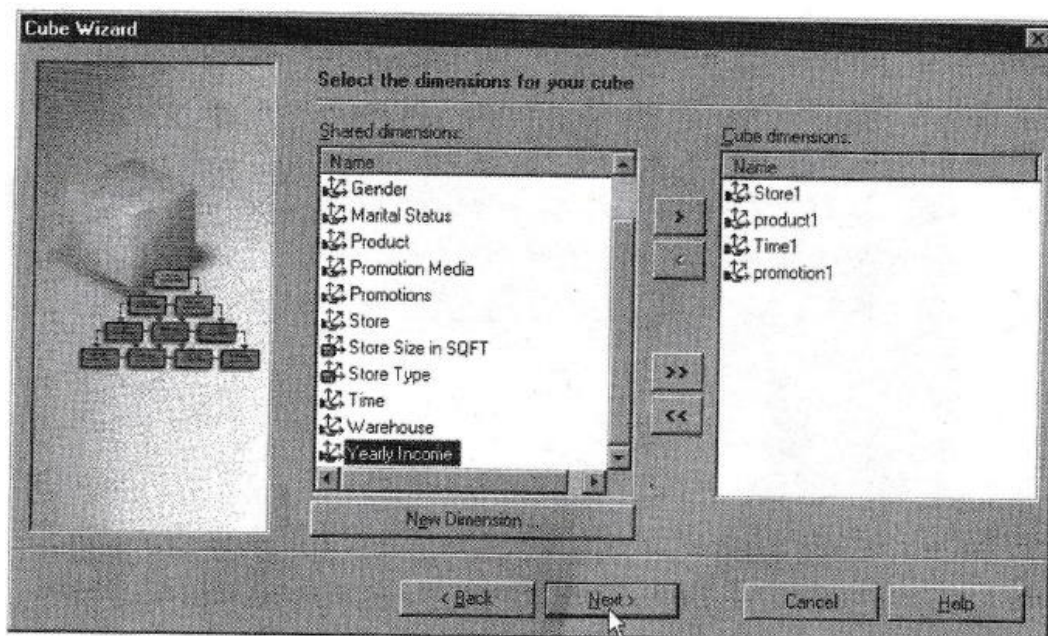 Cube Wizard
Select the dimensions for your cube
Shared dimensions:
Name
Gender
Marital Status
Product
Promotion Media
Promotions
Store
Store Size in SQFT
Store Type
Time
Warehouse
Yearly Income
New Dimension ...
>
<
>>
<<
Cube dimensions:
Name
Store1
product1
Time1
promotion1
< Back
Next >
Cancel
Help